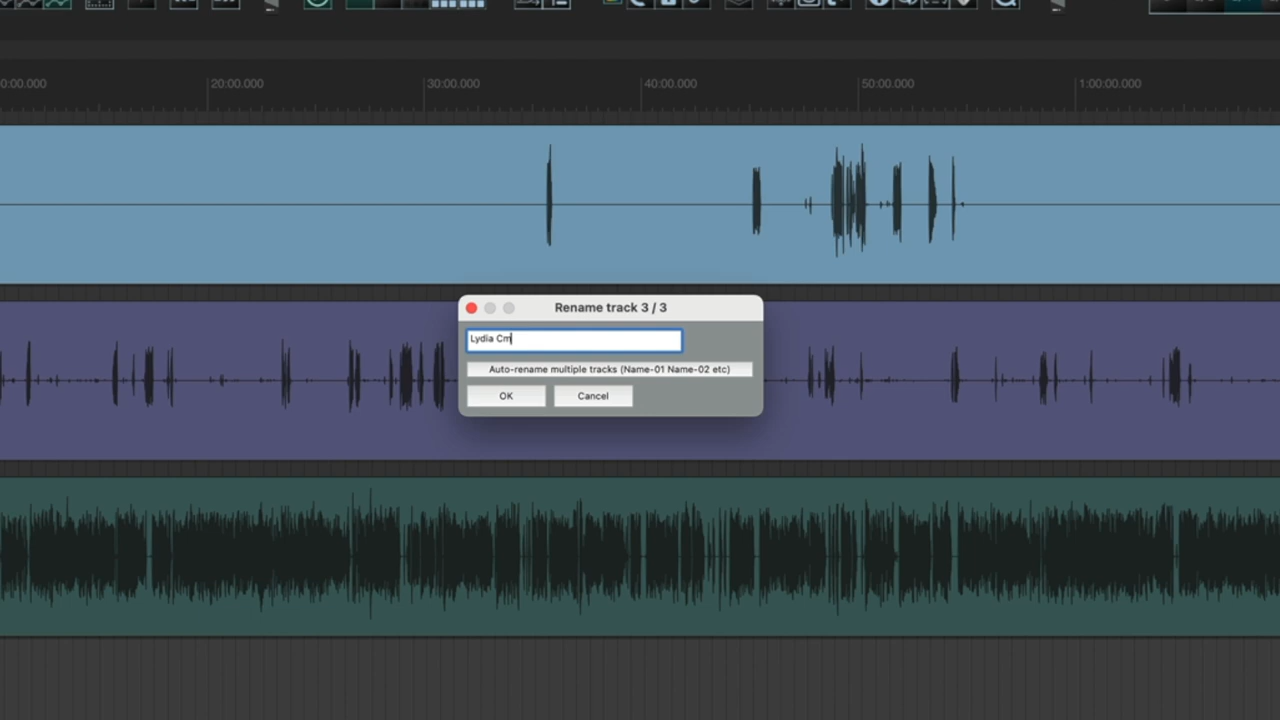 0:00.000 20:00.000 30:00.000 40:00.000 50:00.000 1:00:00.000
Rename track 3 / 3
Lydia Cm
Auto-rename multiple tracks (Name-01 Name-02 etc)
OK Cancel